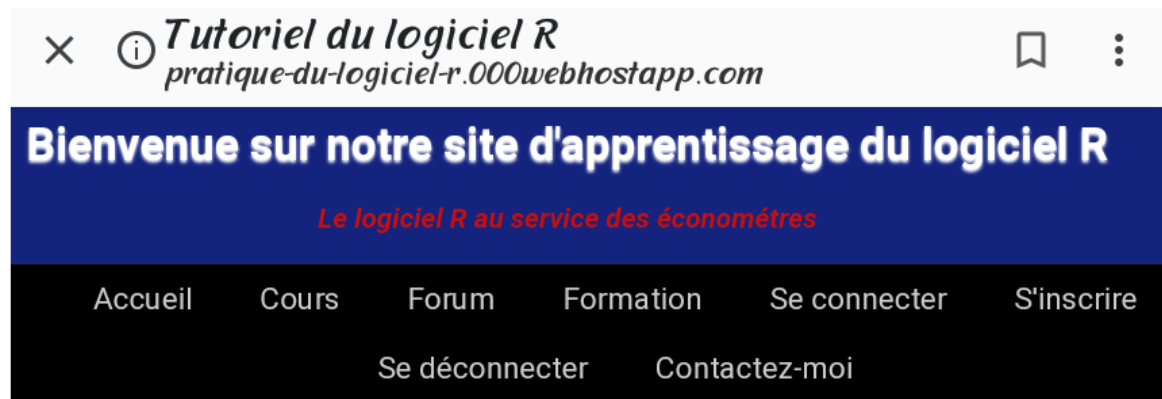 Tutoriel du logiciel R
pratique-du-logiciel-r.000webhostapp.com
Bienvenue sur notre site d'apprentissage du logiciel R
Le logiciel R au service des économétres
Accueil Cours Forum Formation Se connecter S'inscrire
Se déconnecter Contactez-moi